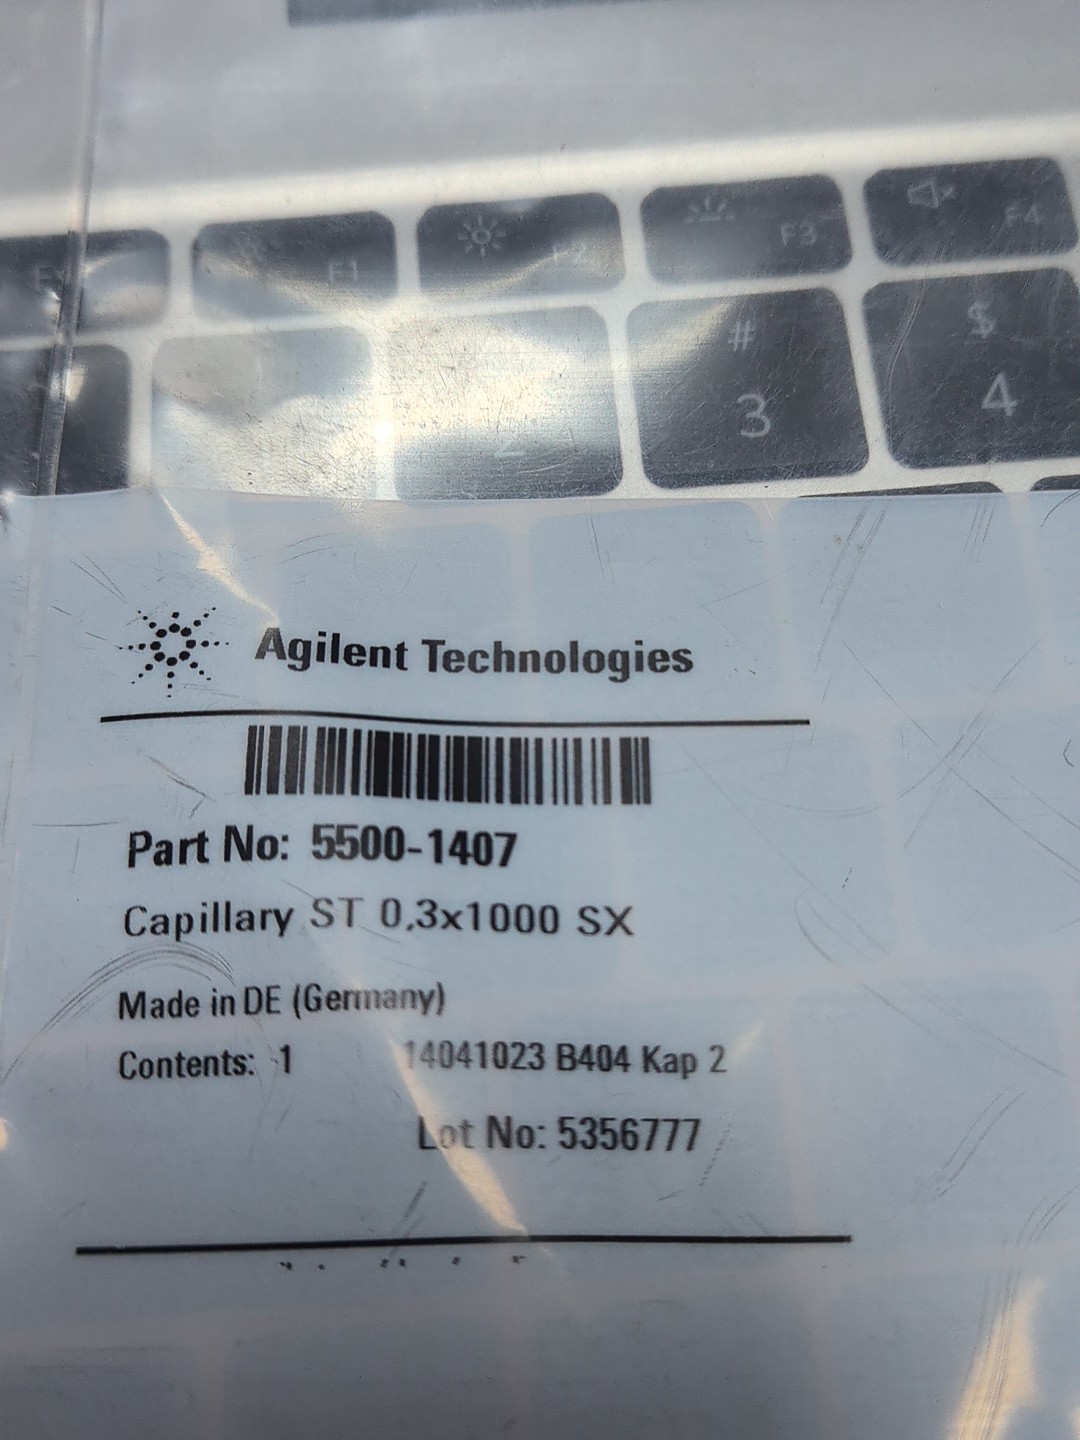 F1
F2
F3
F4
#
3
$
4
2
Agilent Technologies
Part No: 5500-1407
Capillary ST 0,3x1000 SX
Made in DE (Germany)
Contents: 1 14041023 B404 Kap 2
Lot No: 5356777